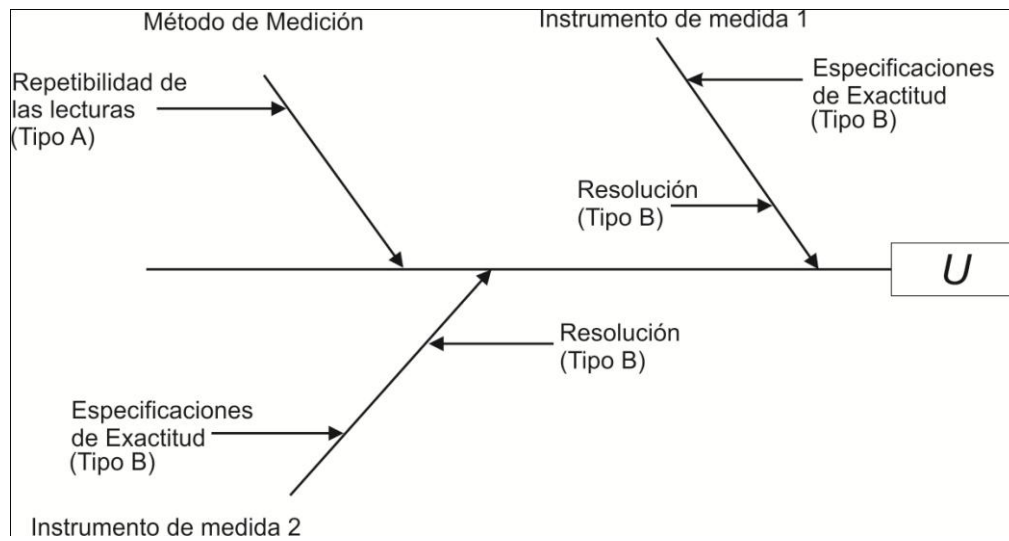 Método de Medición
Instrumento de medida 1
Repetibilidad de
las lecturas
(Tipo A)
Especificaciones
de Exactitud
(Tipo B)
Resolución
(Tipo B)
U
Resolución
(Tipo B)
Especificaciones
de Exactitud
(Tipo B)
Instrumento de medida 2